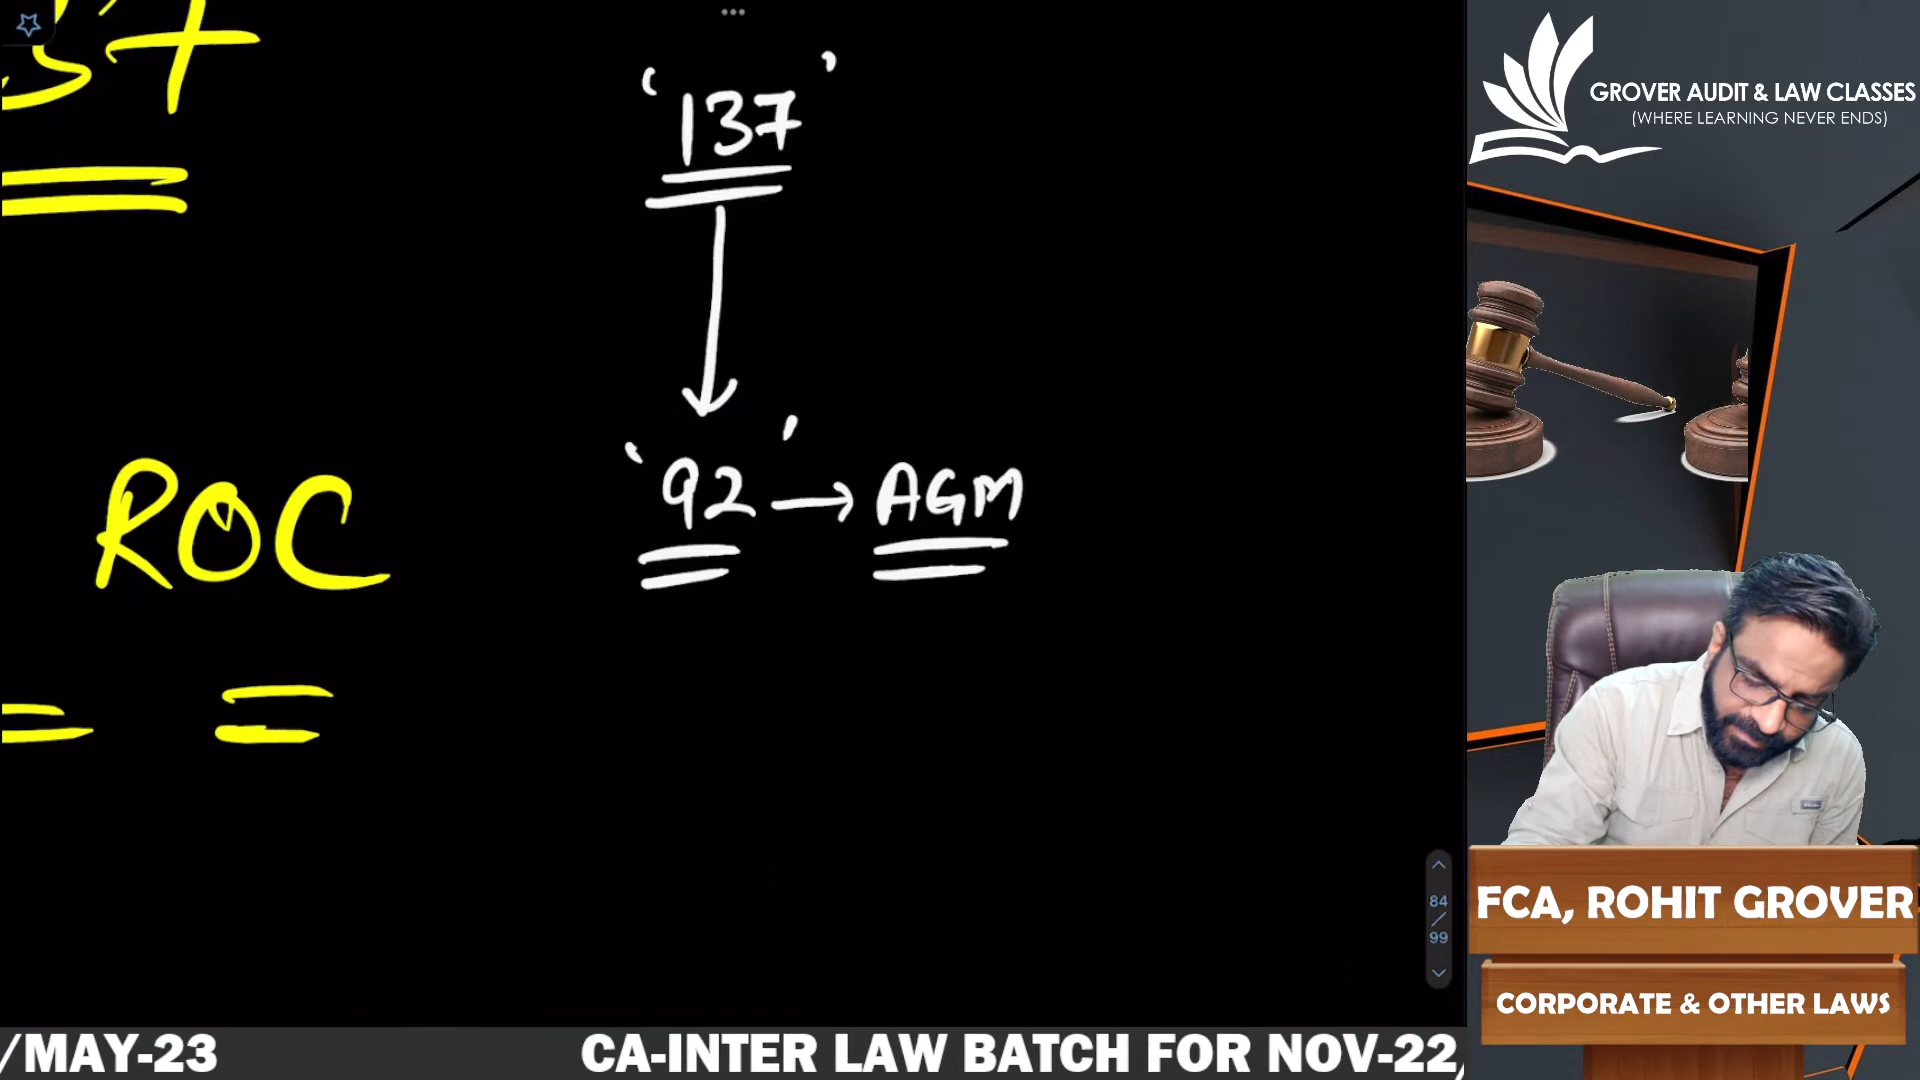 37
'137'
'92' → AGM
ROC
84
99
GROVER AUDIT & LAW CLASSES
(WHERE LEARNING NEVER ENDS)
FCA, ROHIT GROVER
CORPORATE & OTHER LAWS
/MAY-23 CA-INTER LAW BATCH FOR NOV-22/